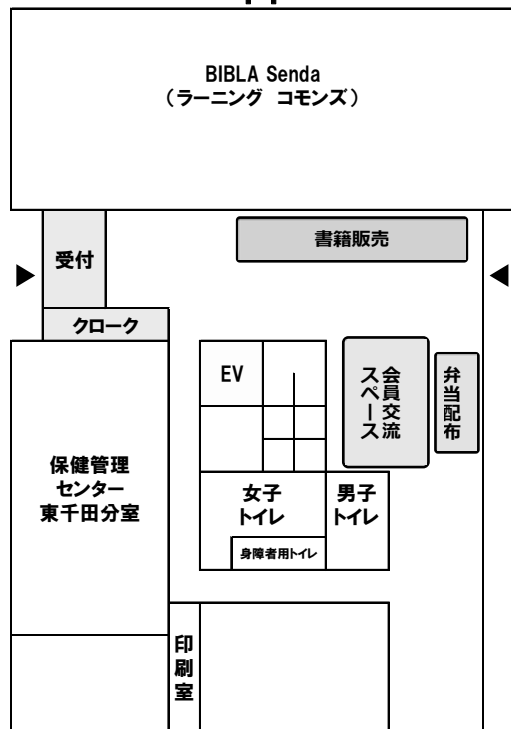 BIBLA Senda
（ラーニング　コモンズ）
書籍販売
受付
クローク
EV
会員交流
スペース
弁当配布
保健管理
センター
東千田分室
女子
トイレ
男子
トイレ
身障者用トイレ
印刷室